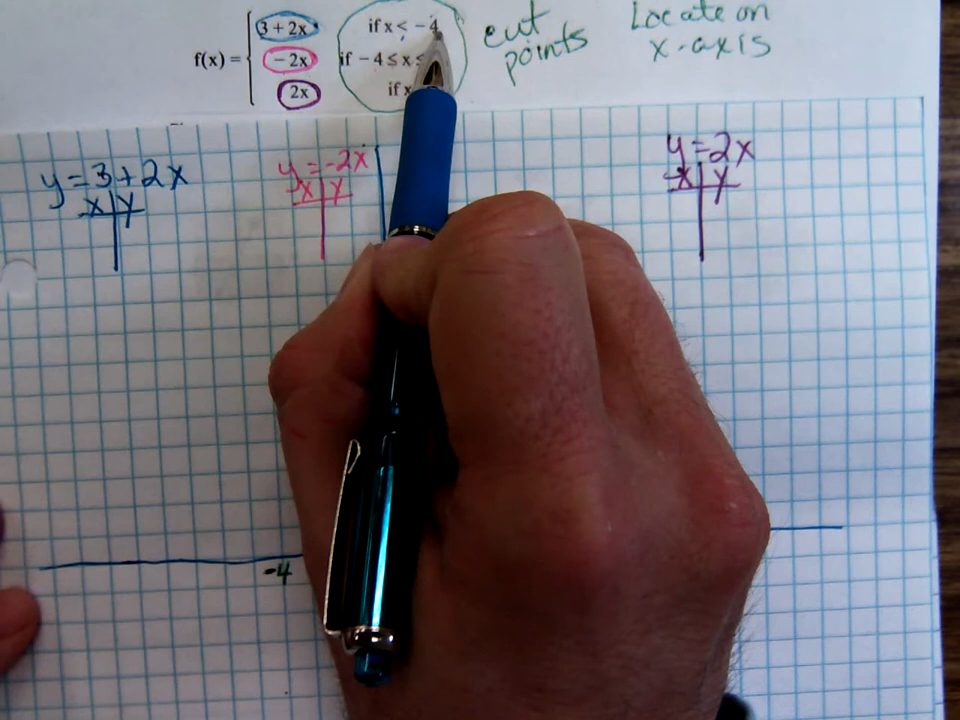 3 + 2x if x < -4
f(x) = -2x if -4 ≤ x ≤
2x if x
cut points
Locate on x-axis
y = 3 + 2x
x y
y = -2x
x y
y = 2x
x y
-4